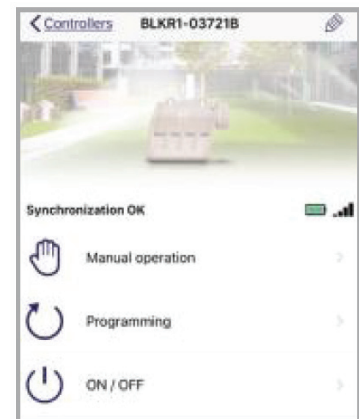 Controllers BLKR1-03721B
Synchronization OK
Manual operation
Programming
ON / OFF